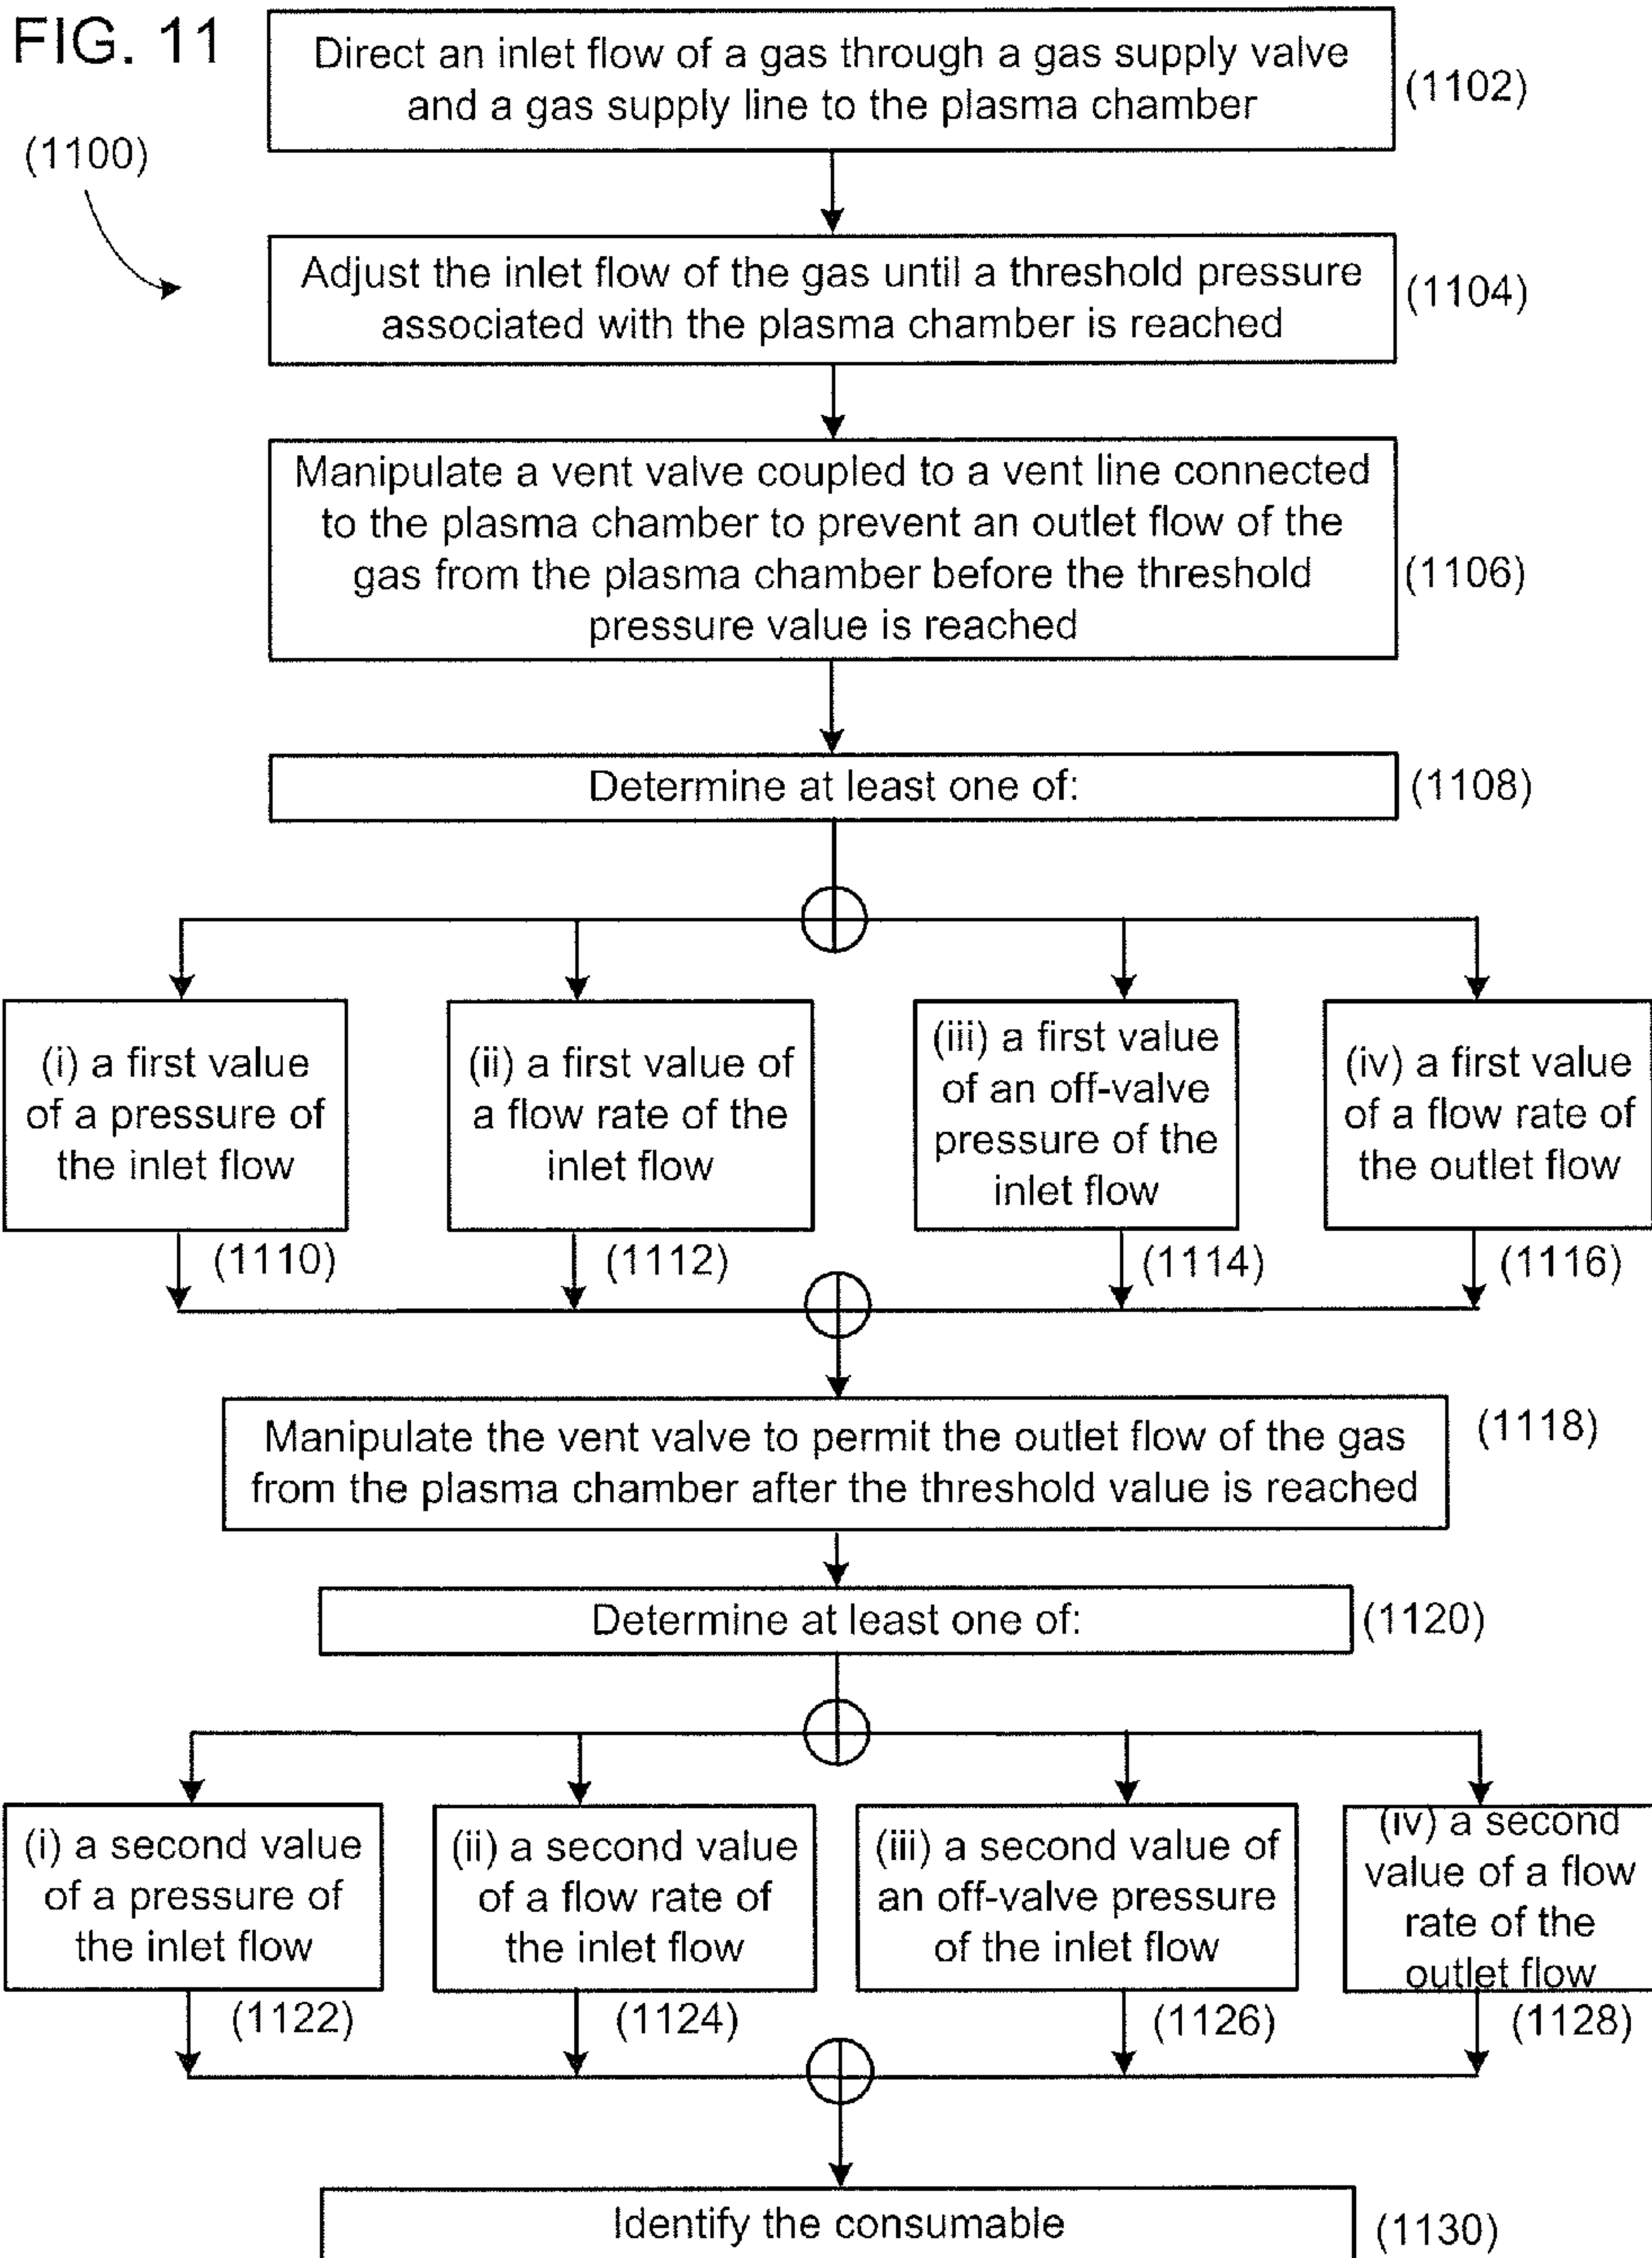 FIG. 11
(1100)
Direct an inlet flow of a gas through a gas supply valve
and a gas supply line to the plasma chamber
(1102)
Adjust the inlet flow of the gas until a threshold pressure
associated with the plasma chamber is reached
(1104)
Manipulate a vent valve coupled to a vent line connected
to the plasma chamber to prevent an outlet flow of the
gas from the plasma chamber before the threshold
pressure value is reached
(1106)
Determine at least one of:
(1108)
(i) a first value
of a pressure of
the inlet flow
(1110)
(ii) a first value of
a flow rate of the
inlet flow
(1112)
(iii) a first value
of an off-valve
pressure of the
inlet flow
(1114)
(iv) a first value
of a flow rate of
the outlet flow
(1116)
Manipulate the vent valve to permit the outlet flow of the gas
from the plasma chamber after the threshold value is reached
(1118)
Determine at least one of:
(1120)
(i) a second value
of a pressure of
the inlet flow
(1122)
(ii) a second value
of a flow rate of
the inlet flow
(1124)
(iii) a second value of
an off-valve pressure
of the inlet flow
(1126)
(iv) a second
value of a flow
rate of the
outlet flow
(1128)
Identify the consumable
(1130)